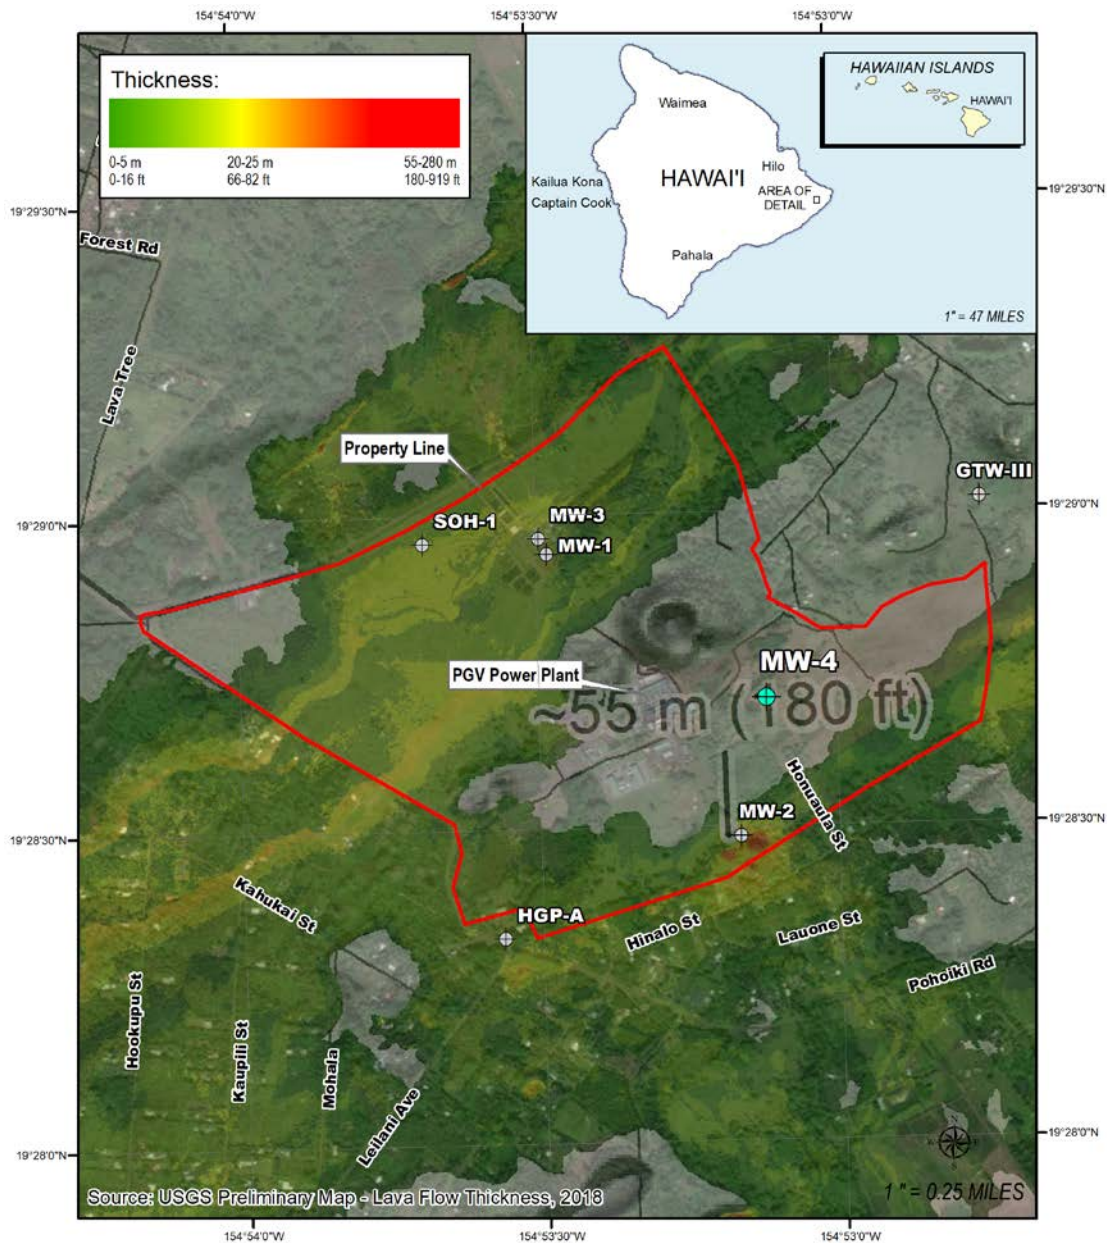 154°54'0"W
154°53'30"W
154°53'0"W
Thickness:
0-5 m
20-25 m
55-280 m
0-16 ft
66-82 ft
180-919 ft
HAWAIIAN ISLANDS
HAWAI'I
Waimea
Hilo
HAWAI'I
AREA OF
DETAIL
Kailua Kona
Captain Cook
Pahala
1" = 47 MILES
19°29'30"N
19°29'30"N
Forest Rd
Lava Tree
Property Line
GTW-III
SOH-1
MW-3
MW-1
19°29'0"N
19°29'0"N
MW-4
PGV Power Plant
~55 m (180 ft)
Honuaula St
MW-2
19°28'30"N
19°28'30"N
Kahukai St
HGP-A
Hinalo St
Lauone St
Pohoiki Rd
Hookupu St
Kaupili St
Mohala
Leilani Ave
N
W
E
S
19°28'0"N
19°28'0"N
Source: USGS Preliminary Map - Lava Flow Thickness, 2018
1 " = 0.25 MILES
154°54'0"W
154°53'30"W
154°53'0"W